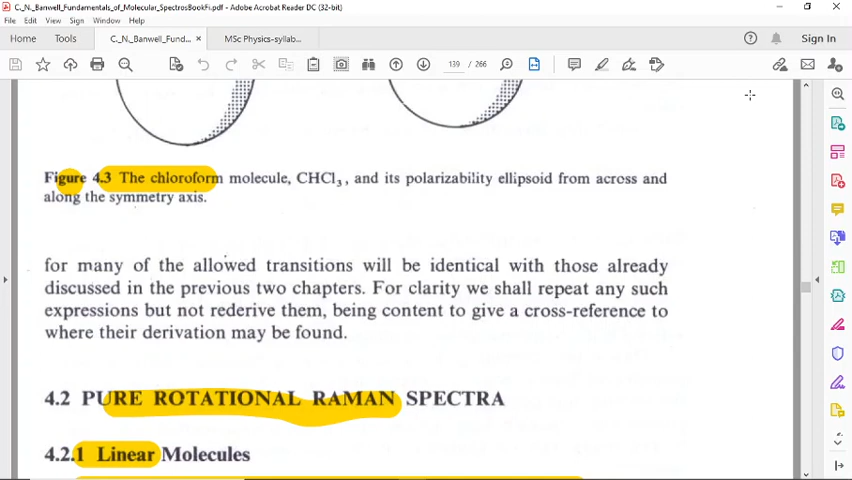 C._N._Banwell_Fundamentals_of_Molecular_SpectrosBookFi.pdf - Adobe Acrobat Reader DC (32-bit)
File Edit View Sign Window Help
Home Tools C._N._Banwell_Fund... × MSc Physics-syllab... Sign In
139 / 266
Figure 4.3 The chloroform molecule, CHCl₃, and its polarizability ellipsoid from across and
along the symmetry axis.
for many of the allowed transitions will be identical with those already
discussed in the previous two chapters. For clarity we shall repeat any such
expressions but not rederive them, being content to give a cross-reference to
where their derivation may be found.
4.2 PURE ROTATIONAL RAMAN SPECTRA
4.2.1 Linear Molecules